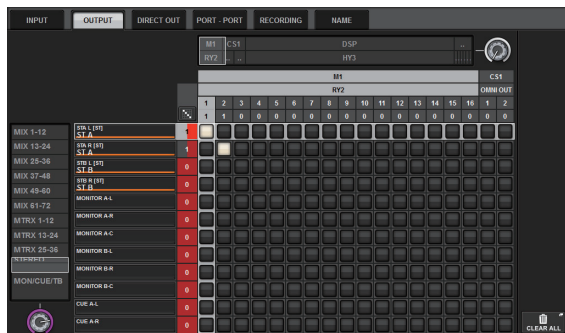 INPUT OUTPUT DIRECT OUT PORT - PORT RECORDING NAME
M1 CS1 DSP ..
RY2 .. .. HY3
M1 CS1
RY2 OMNI OUT
1 2 3 4 5 6 7 8 9 10 11 12 13 14 15 16 1 2
1 1 0 0 0 0 0 0 0 0 0 0 0 0 0 0 0 0
MIX 1-12
MIX 13-24
MIX 25-36
MIX 37-48
MIX 49-60
MIX 61-72
MTRX 1-12
MTRX 13-24
MTRX 25-36
STEREO
MON/CUE/TB
STA L [ST]
ST A 1
STA R [ST]
ST A 1
STB L [ST]
ST B 0
STB R [ST]
ST B 0
MONITOR A-L 0
MONITOR A-R 0
MONITOR A-C 0
MONITOR B-L 0
MONITOR B-R 0
MONITOR B-C 0
CUE A-L 0
CUE A-R 0
CLEAR ALL